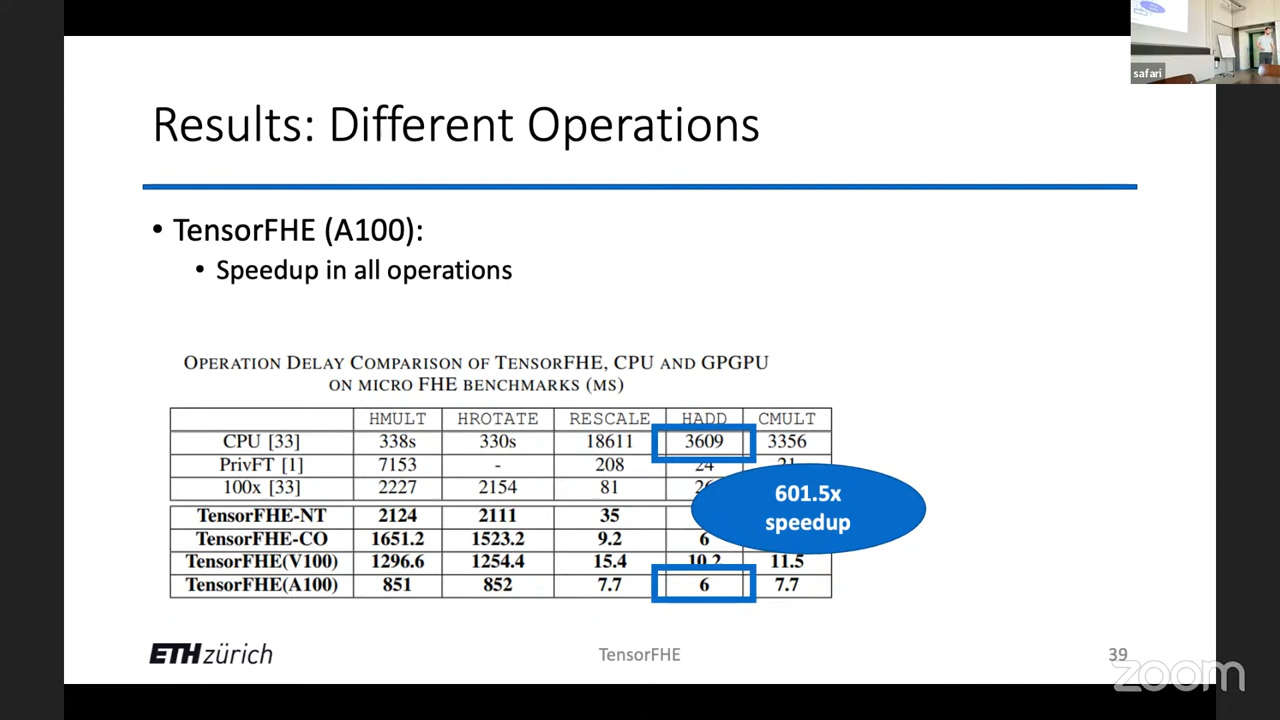 safari
Results: Different Operations
• TensorFHE (A100):
• Speedup in all operations
OPERATION DELAY COMPARISON OF TENSORFHE, CPU AND GPGPU
ON MICRO FHE BENCHMARKS (MS)
HMULT HROTATE RESCALE HADD CMULT
CPU [33] 338s 330s 18611 3609 3356
PrivFT [1] 7153 - 208 24 21
100x [33] 2227 2154 81
TensorFHE-NT 2124 2111 35
TensorFHE-CO 1651.2 1523.2 9.2 6
TensorFHE(V100) 1296.6 1254.4 15.4 10.2 11.5
TensorFHE(A100) 851 852 7.7 6 7.7
601.5x
speedup
ETH zürich
TensorFHE
39
zoom